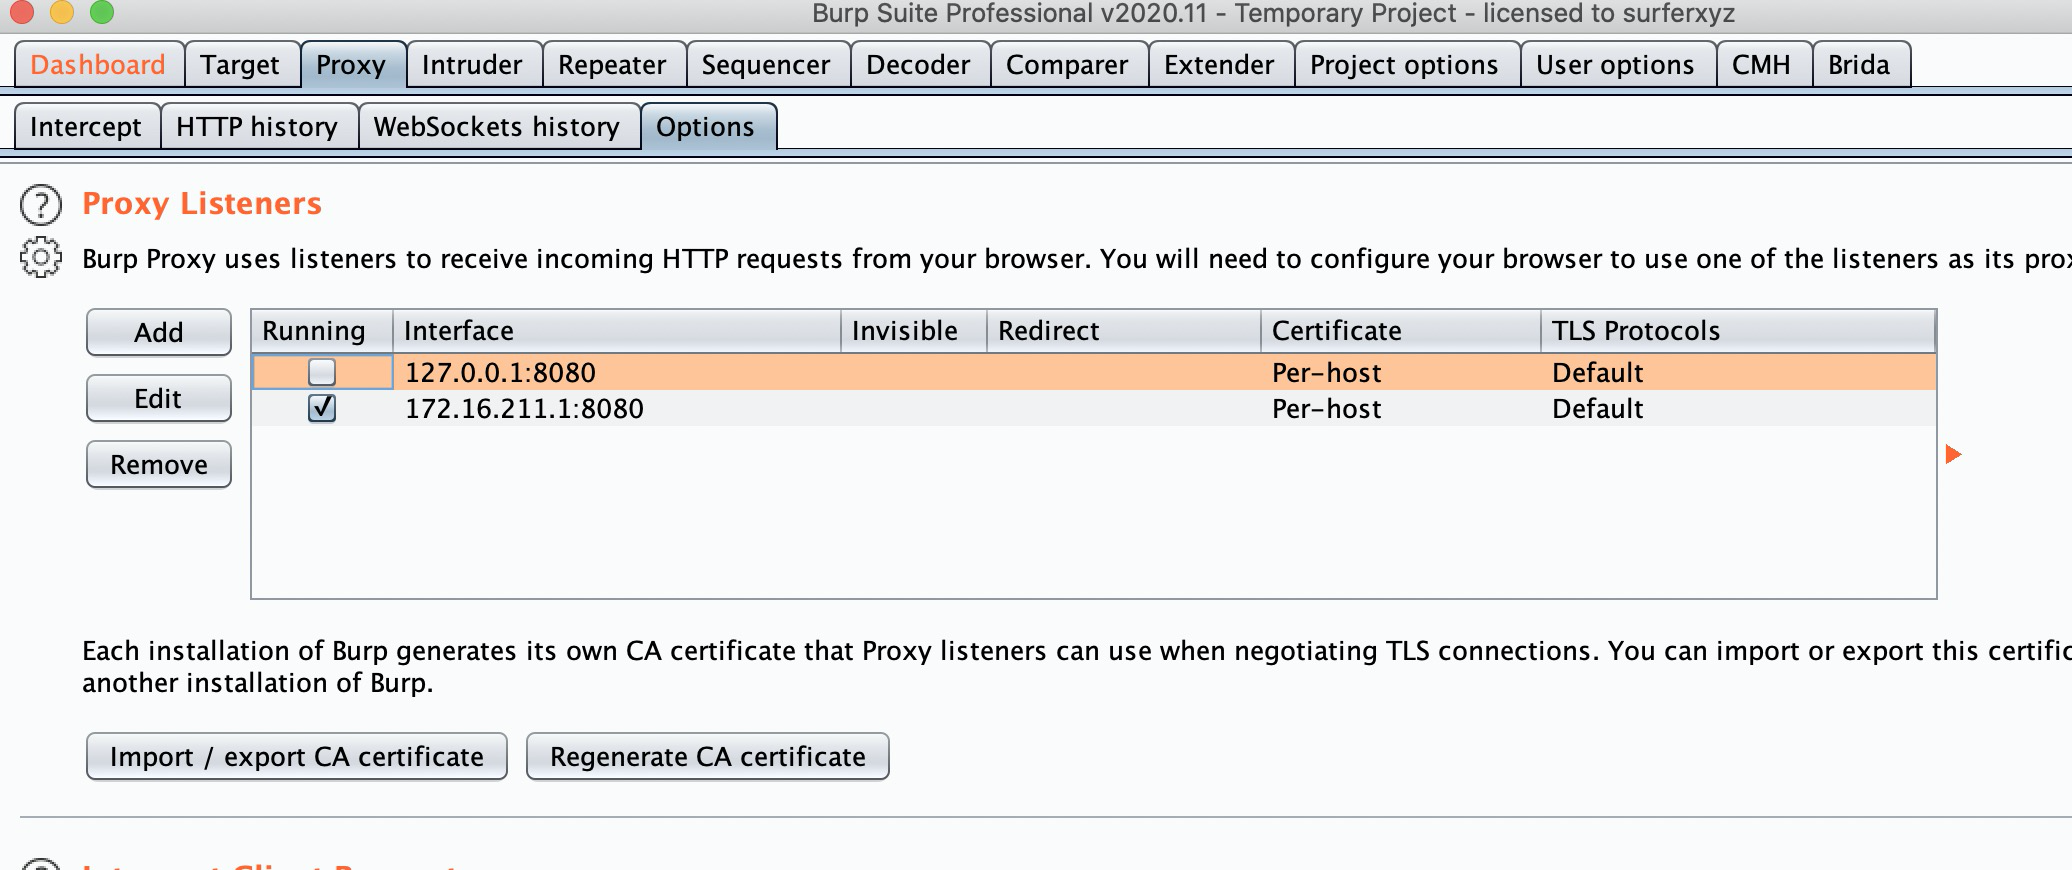 Burp Suite Professional v2020.11 - Temporary Project - licensed to surferxyz
Dashboard Target Proxy Intruder Repeater Sequencer Decoder Comparer Extender Project options User options CMH Brida
Intercept HTTP history WebSockets history Options
? Proxy Listeners
Burp Proxy uses listeners to receive incoming HTTP requests from your browser. You will need to configure your browser to use one of the listeners as its
Add Running Interface Invisible Redirect Certificate TLS Protocols
127.0.0.1:8080 Per-host Default
Edit 172.16.211.1:8080 Per-host Default
Remove
Each installation of Burp generates its own CA certificate that Proxy listeners can use when negotiating TLS connections. You can import or export this
another installation of Burp.
Import / export CA certificate Regenerate CA certificate